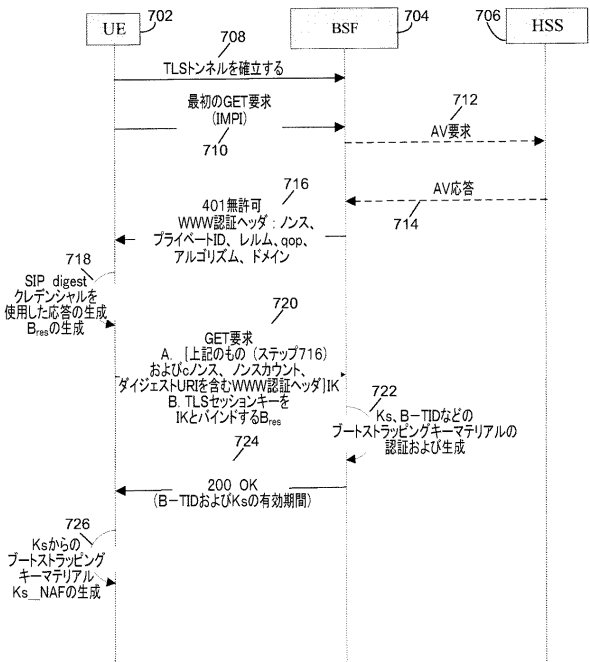 UE
702
BSF
704
706
HSS
708
TLSトンネルを確立する
最初のGET要求
(IMPI)
710
712
AV要求
AV応答
714
716
401無許可
WWW認証ヘッダ：ノンス、
プライベートID、レルム、qop、
アルゴリズム、ドメイン
718
SIP digest
クレデンシャルを
使用した応答の生成
Bresの生成
720
GET要求
A. {上記のもの（ステップ716）
およびcノンス、ノンスカウント、
ダイジェストURIを含むWWW認証ヘッダ}IK
B. TLSセッションキーを
IKとバインドするBres
722
Ks、B-TIDなどの
ブートストラッピングキーマテリアルの
認証および生成
724
200 OK
(B-TIDおよびKsの有効期間)
726
Ksからの
ブートストラッピング
キーマテリアル
Ks_NAFの生成